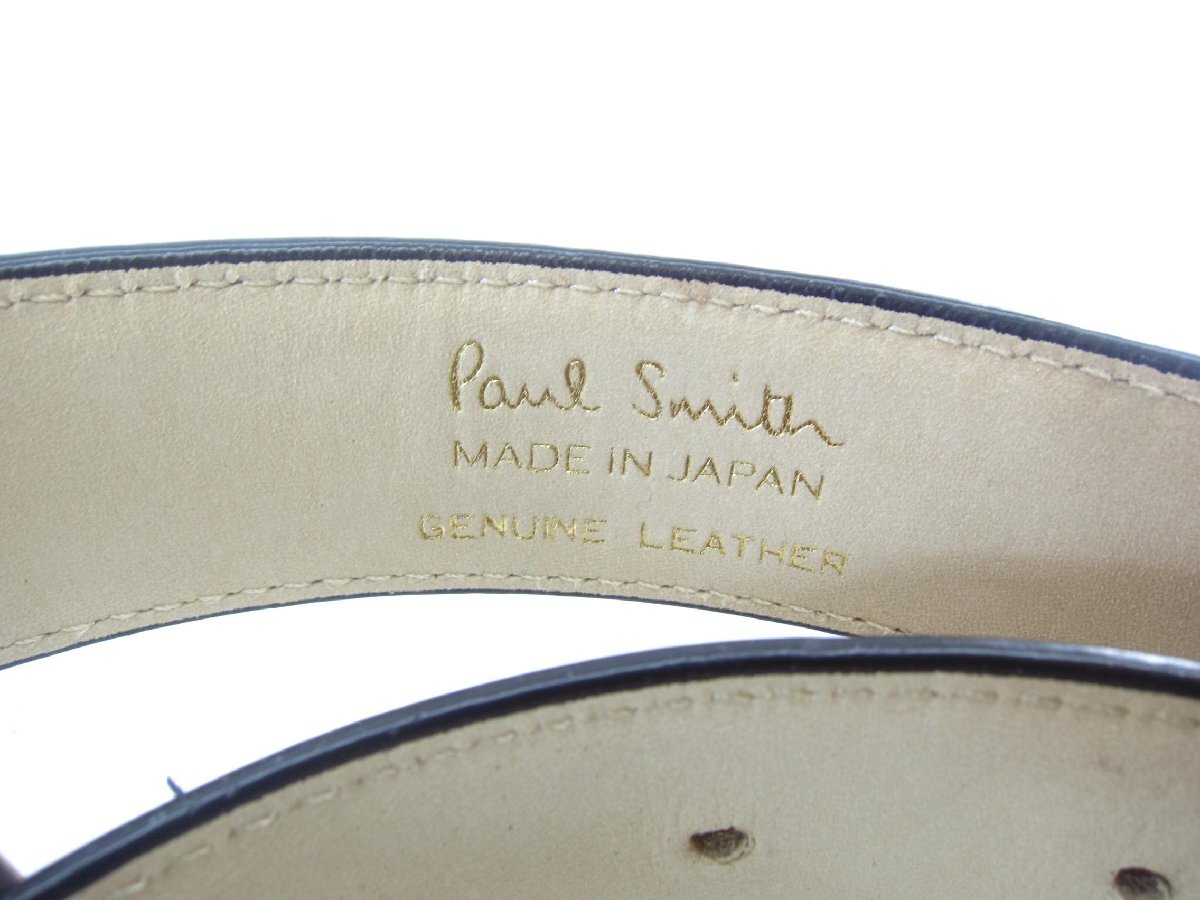 Paul Smith
MADE IN JAPAN
GENUINE LEATHER